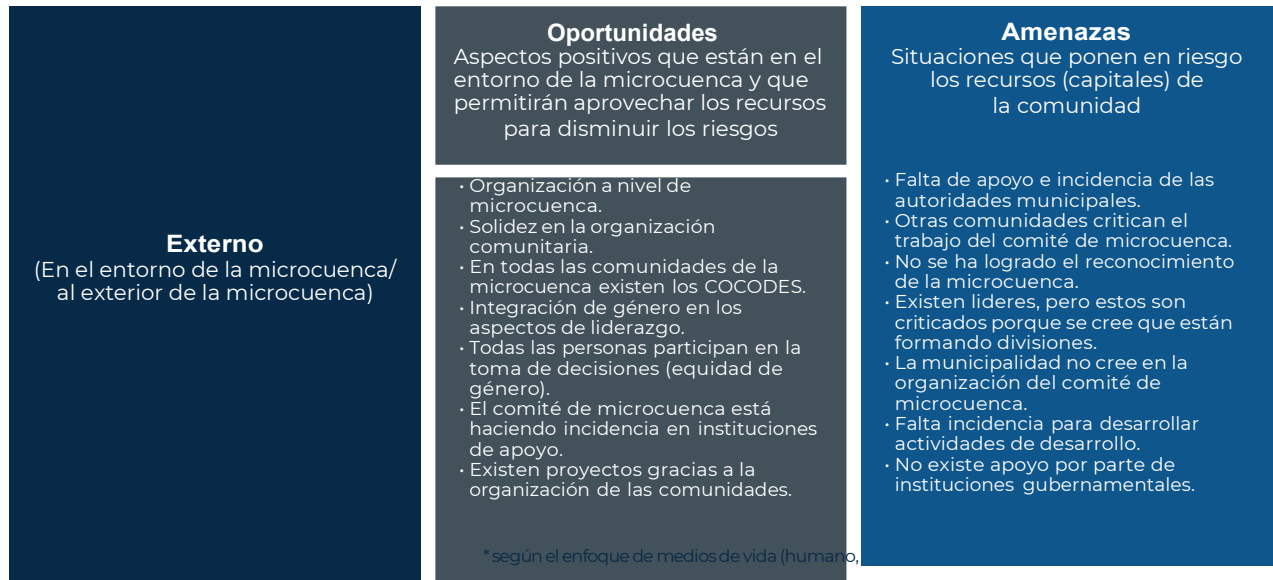 Externo
(En el entorno de la microcuenca/
al exterior de la microcuenca)
Oportunidades
Aspectos positivos que están en el
entorno de la microcuenca y que
permitirán aprovechar los recursos
para disminuir los riesgos
· Organización a nivel de
microcuenca.
· Solidez en la organización
comunitaria.
· En todas las comunidades de la
microcuenca existen los COCODES.
· Integración de género en los
aspectos de liderazgo.
· Todas las personas participan en la
toma de decisiones (equidad de
género).
· El comité de microcuenca está
haciendo incidencia en instituciones
de apoyo.
· Existen proyectos gracias a la
organización de las comunidades.
* según el enfoque de medios de vida (humano,
Amenazas
Situaciones que ponen en riesgo
los recursos (capitales) de
la comunidad
· Falta de apoyo e incidencia de las
autoridades municipales.
· Otras comunidades critican el
trabajo del comité de microcuenca.
· No se ha logrado el reconocimiento
de la microcuenca.
· Existen lideres, pero estos son
criticados porque se cree que están
formando divisiones.
· La municipalidad no cree en la
organización del comité de
microcuenca.
· Falta incidencia para desarrollar
actividades de desarrollo.
· No existe apoyo por parte de
instituciones gubernamentales.